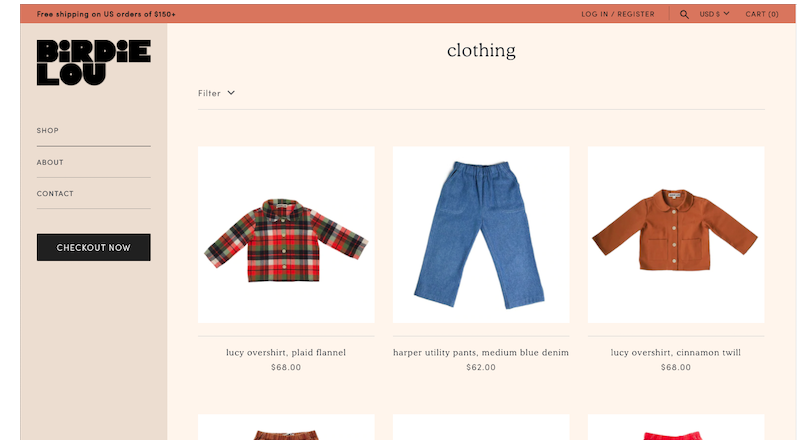 Free shipping on US orders of $150+
LOG IN / REGISTER
USD $
CART (0)
BiRDiE
LOU
SHOP
ABOUT
CONTACT
CHECKOUT NOW
clothing
Filter
lucy overshirt, plaid flannel
$68.00
harper utility pants, medium blue denim
$62.00
lucy overshirt, cinnamon twill
$68.00